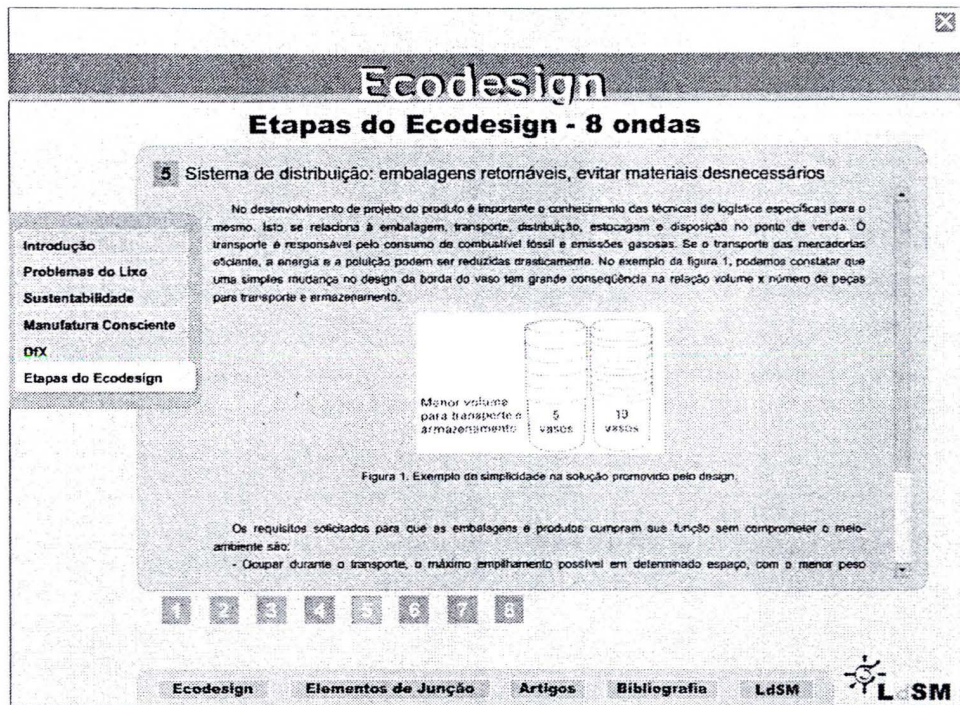 Ecodesign
Etapas do Ecodesign - 8 ondas
5 Sistema de distribuição: embalagens retornáveis, evitar materiais desnecessários
No desenvolvimento de projeto do produto é importante o conhecimento das técnicas de logística específicas para o
mesmo. Isto se relaciona à embalagem, transporte, distribuição, estocagem e disposição no ponto de venda. O
transporte é responsável pelo consumo de combustível fóssil e emissões gasosas. Se o transporte das mercadorias
eficiante, a energia e a poluição podem ser reduzidas drasticamente. No exemplo da figura 1, podemos constatar que
uma simples mudança no design da borda do vaso tem grande conseqüência na relação volume x número de peças
para transporte e armazenamento.
Menor volume
para transporte e
armazenamento
5
vasos
10
vasos
Figura 1. Exemplo de simplicidade na solução promovido pelo design.
Os requisitos solicitados para que as embalagens e produtos cumpram sua função sem comprometer o meio-
ambiente são:
- Ocupar durante o transporte, o máximo empilhamento possível em determinado espaço, com o menor peso
Introdução
Problemas do Lixo
Sustentabilidade
Manufatura Consciente
DfX
Etapas do Ecodesign
1 2 3 4 5 6 7 8
Ecodesign Elementos de Junção Artigos Bibliografia LdSM
LdSM